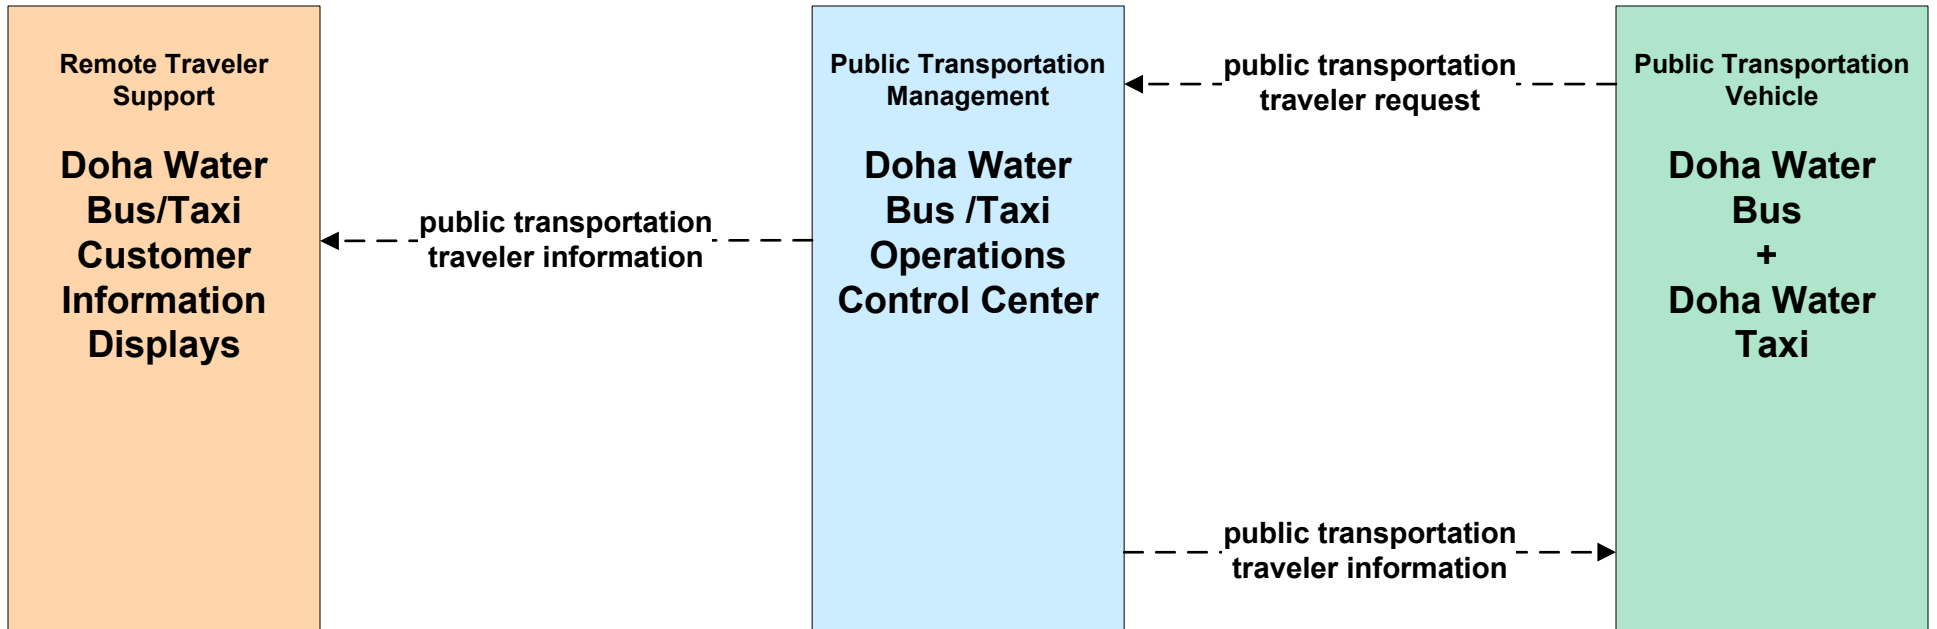 Remote Traveler
Support
Doha Water
Bus/Taxi
Customer
Information
Displays
public transportation
traveler information
Public Transportation
Management
Doha Water
Bus /Taxi
Operations
Control Center
public transportation
traveler request
public transportation
traveler information
Public Transportation
Vehicle
Doha Water
Bus
+
Doha Water
Taxi